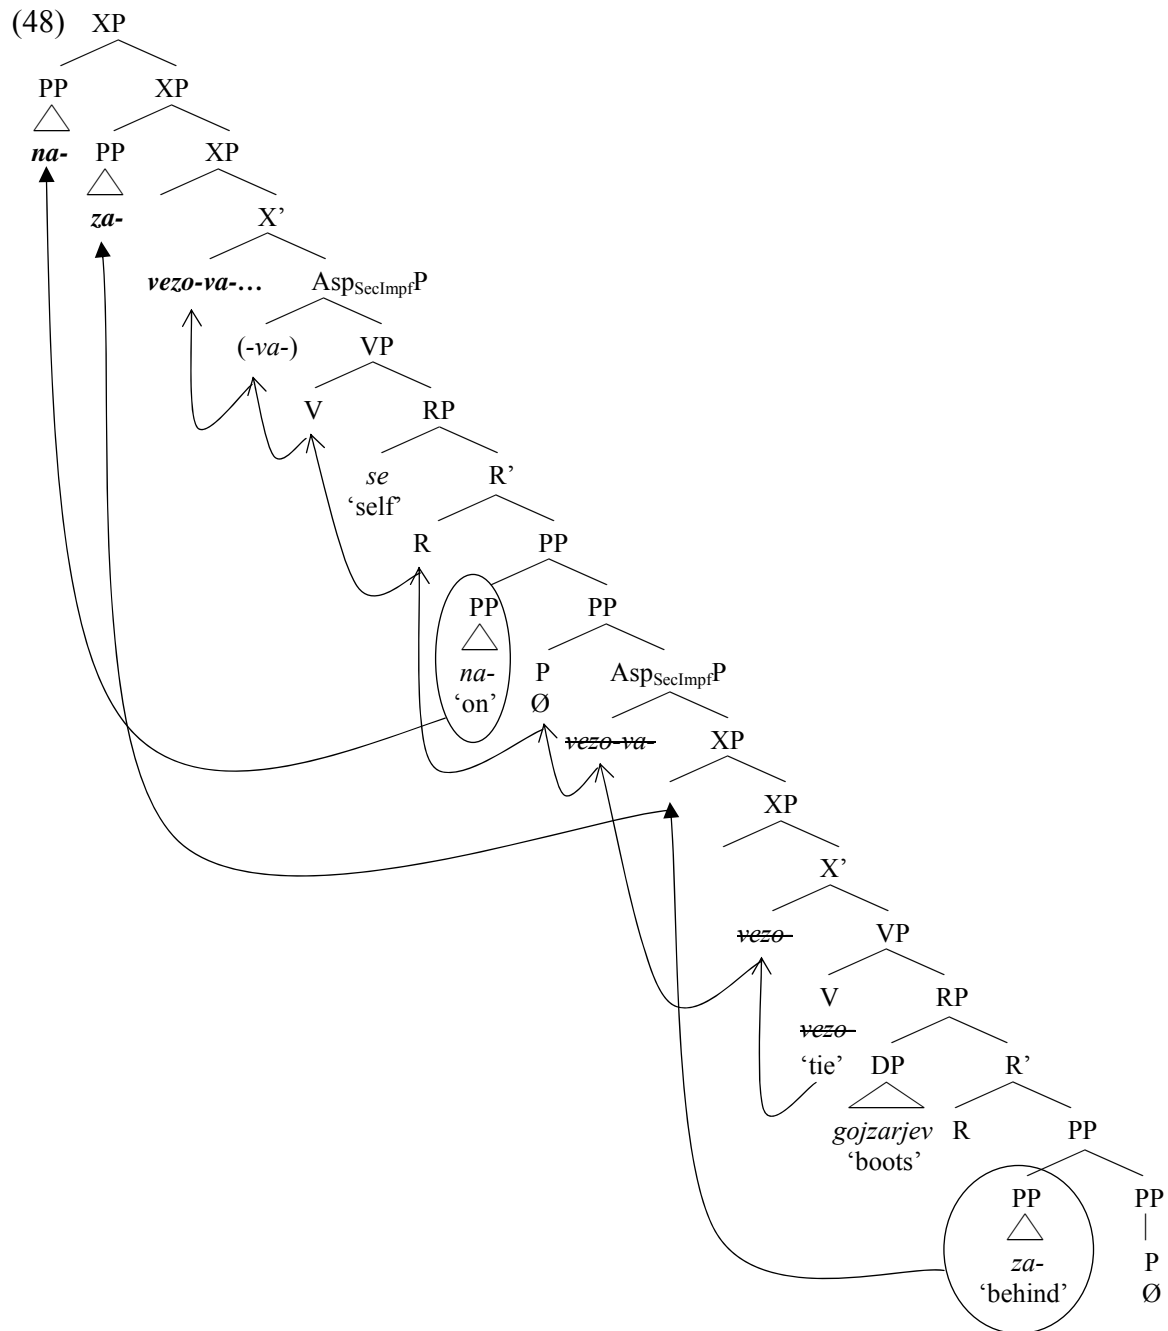 (48) XP
PP XP
na- PP XP
za- X’
vezo-va-… AspSecImpfP
(-va-) VP
V RP
se R’
‘self’
R PP
PP PP
na- P AspSecImpfP
‘on’ Ø
vezo-va- XP
XP
X’
vezo- VP
V RP
vezo-
‘tie’ DP R’
gojzarjev R PP
‘boots’
PP PP
za- P
‘behind’ Ø